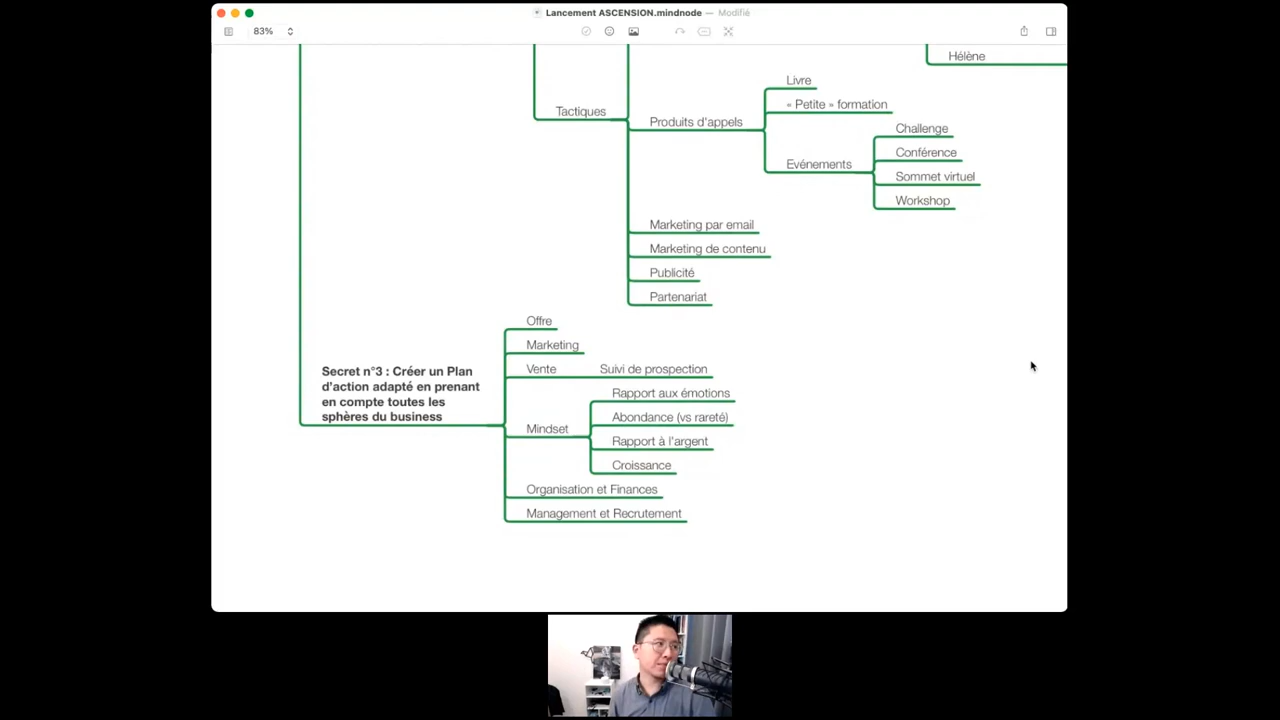 Lancement ASCENSION.mindnode — Modifié
83%
Hélène
Livre
« Petite » formation
Tactiques
Produits d'appels
Challenge
Conférence
Evénements
Sommet virtuel
Workshop
Marketing par email
Marketing de contenu
Publicité
Partenariat
Offre
Marketing
Vente
Suivi de prospection
Secret n°3 : Créer un Plan
d'action adapté en prenant
en compte toutes les
sphères du business
Rapport aux émotions
Abondance (vs rareté)
Mindset
Rapport à l'argent
Croissance
Organisation et Finances
Management et Recrutement